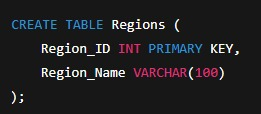 CREATE TABLE Regions (
    Region_ID INT PRIMARY KEY,
    Region_Name VARCHAR(100)
);